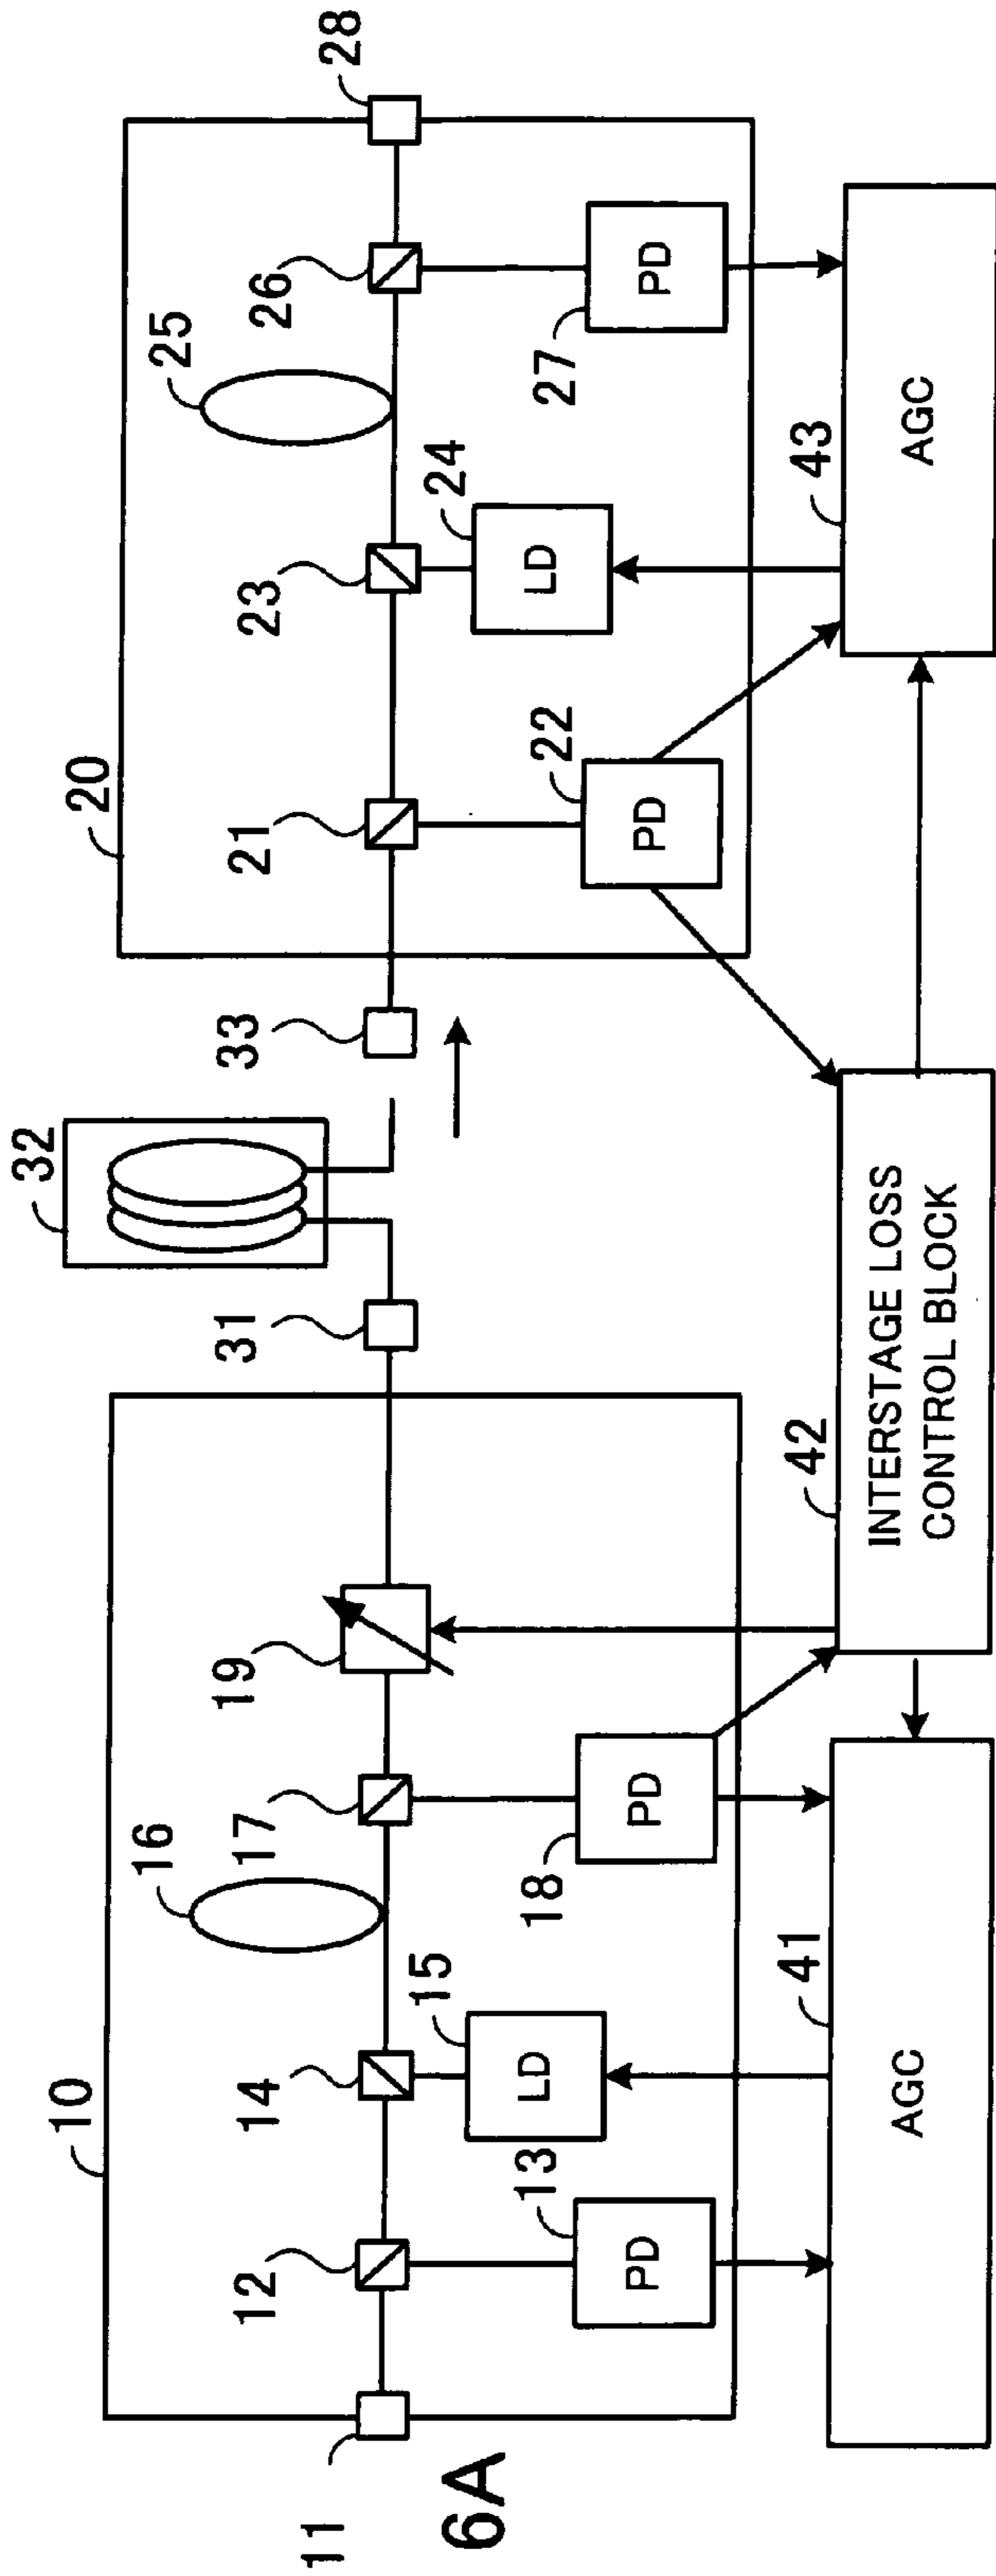 10
11
12
13
PD
14
15
LD
16
17
18
PD
19
31
32
33
20
21
22
PD
23
24
LD
25
26
27
PD
28
6A
41
AGC
42
INTERSTAGE LOSS
CONTROL BLOCK
43
AGC